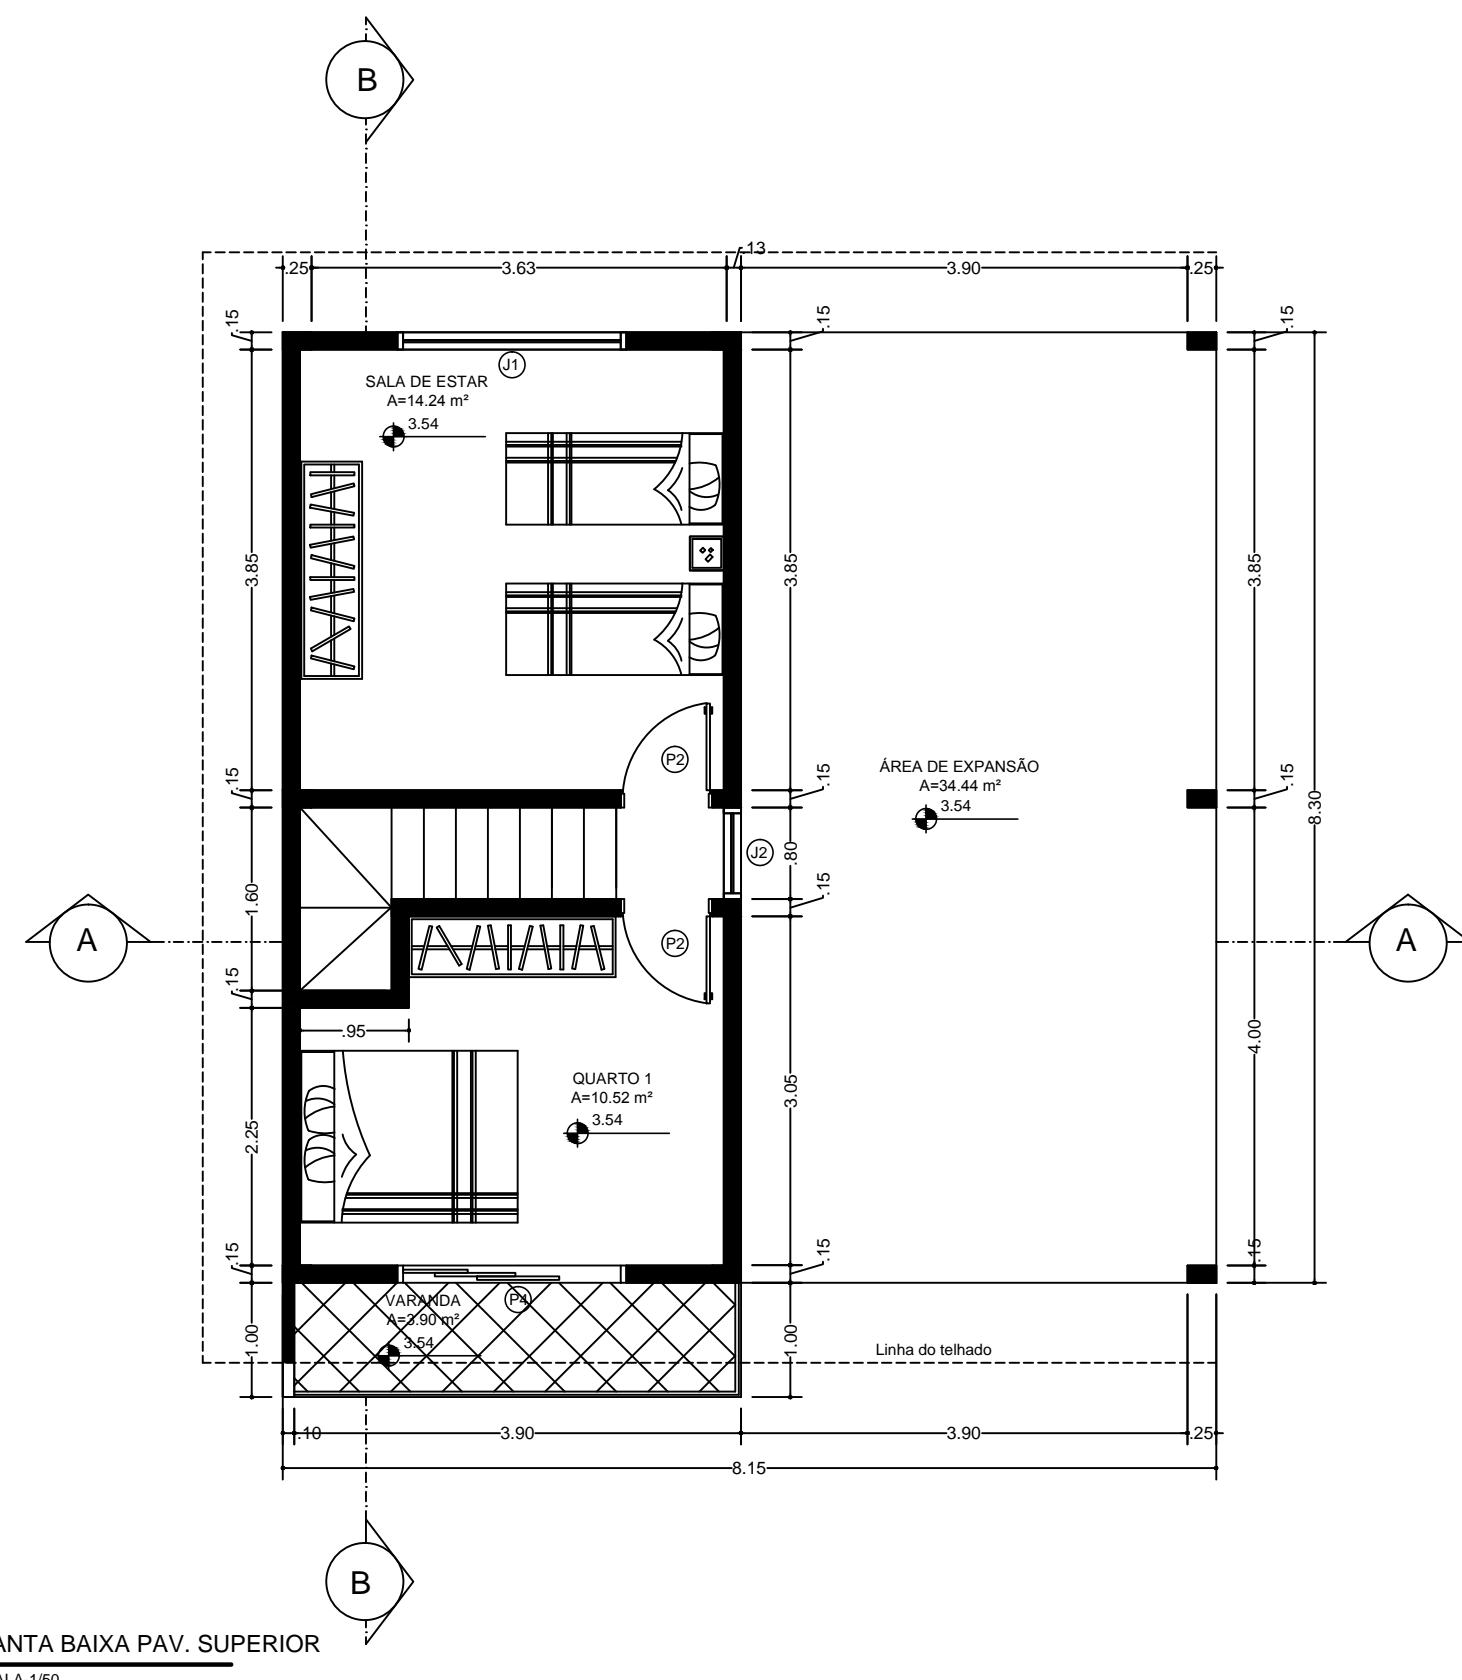 B
.13
.25
3.63
3.90
.25
.15
.15
.15
J1
SALA DE ESTAR
A=14.24 m²
3.54
3.85
3.85
3.85
.15
P2
.15
ÁREA DE EXPANSÃO
A=34.44 m²
3.54
.15
8.30
J2
.80
1.60
.15
A
P2
A
.15
.95
4.00
QUARTO 1
A=10.52 m²
3.54
3.05
2.25
.15
.15
.15
VARANDA
A=3.90 m²
3.54
P4
1.00
1.00
Linha do telhado
.10
3.90
3.90
.25
8.15
B
ANTA BAIXA PAV. SUPERIOR
ALA 1/50